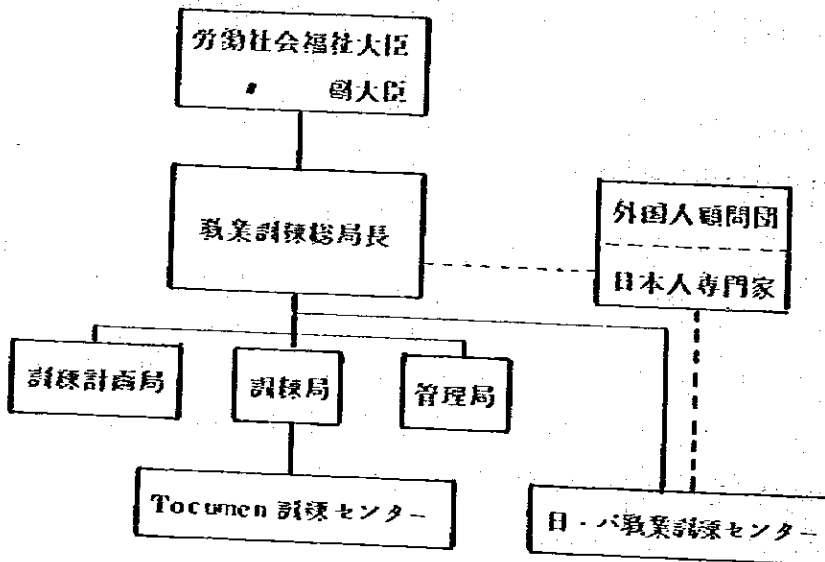 労働社会福祉大臣
〃 副大臣
職業訓練総局長
外国人顧問団
日本人専門家
訓練計画局
訓練局
管理局
Tocumen 訓練センター
日・パ職業訓練センター